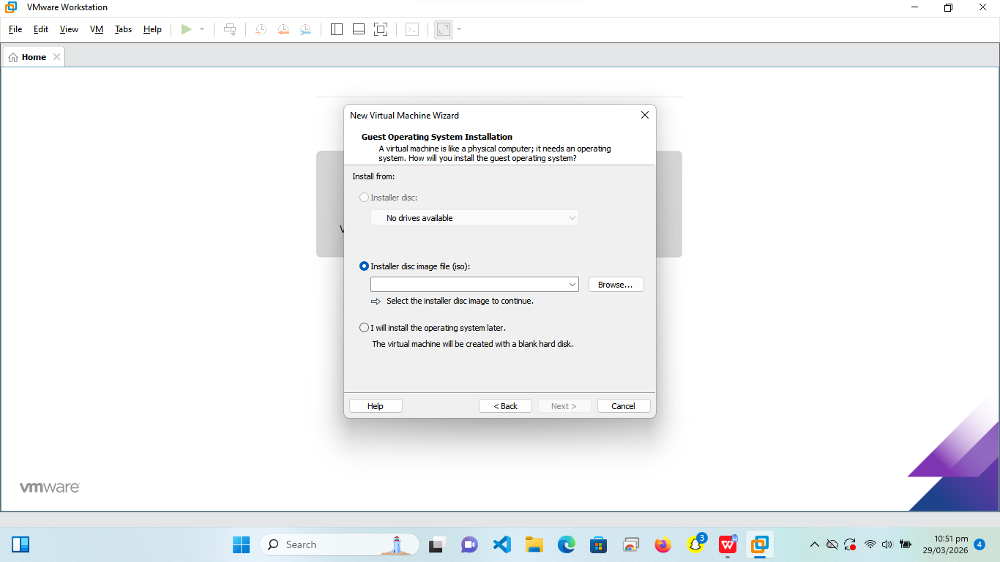 VMware Workstation
File Edit View VM Tabs Help
Home
New Virtual Machine Wizard
Guest Operating System Installation
A virtual machine is like a physical computer; it needs an operating
system. How will you install the guest operating system?
Install from:
Installer disc:
No drives available
Installer disc image file (iso):
Browse...
Select the installer disc image to continue.
I will install the operating system later.
The virtual machine will be created with a blank hard disk.
Help < Back Next > Cancel
vmware
Search
3
10:51 pm
29/03/2026
4